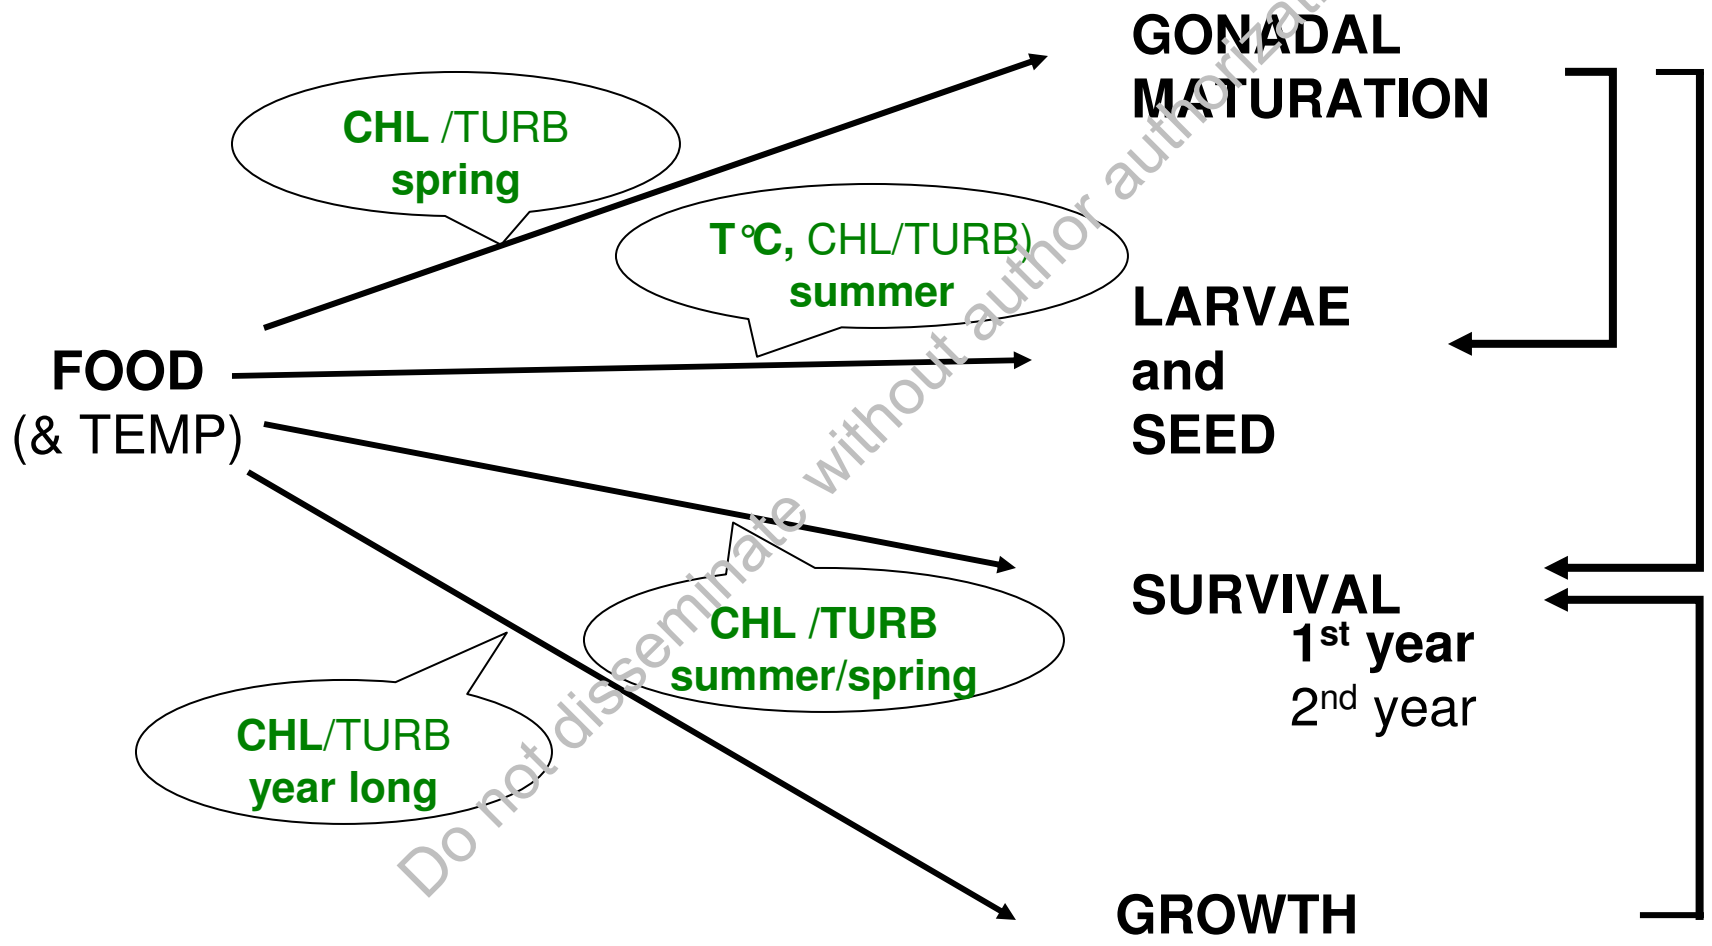 GONADAL
MATURATION
CHL /TURB
spring
T°C, CHL/TURB)
summer
LARVAE
and
SEED
FOOD
(& TEMP)
SURVIVAL
1st year
2nd year
CHL /TURB
summer/spring
CHL/TURB
year long
GROWTH
Do not disseminate without author